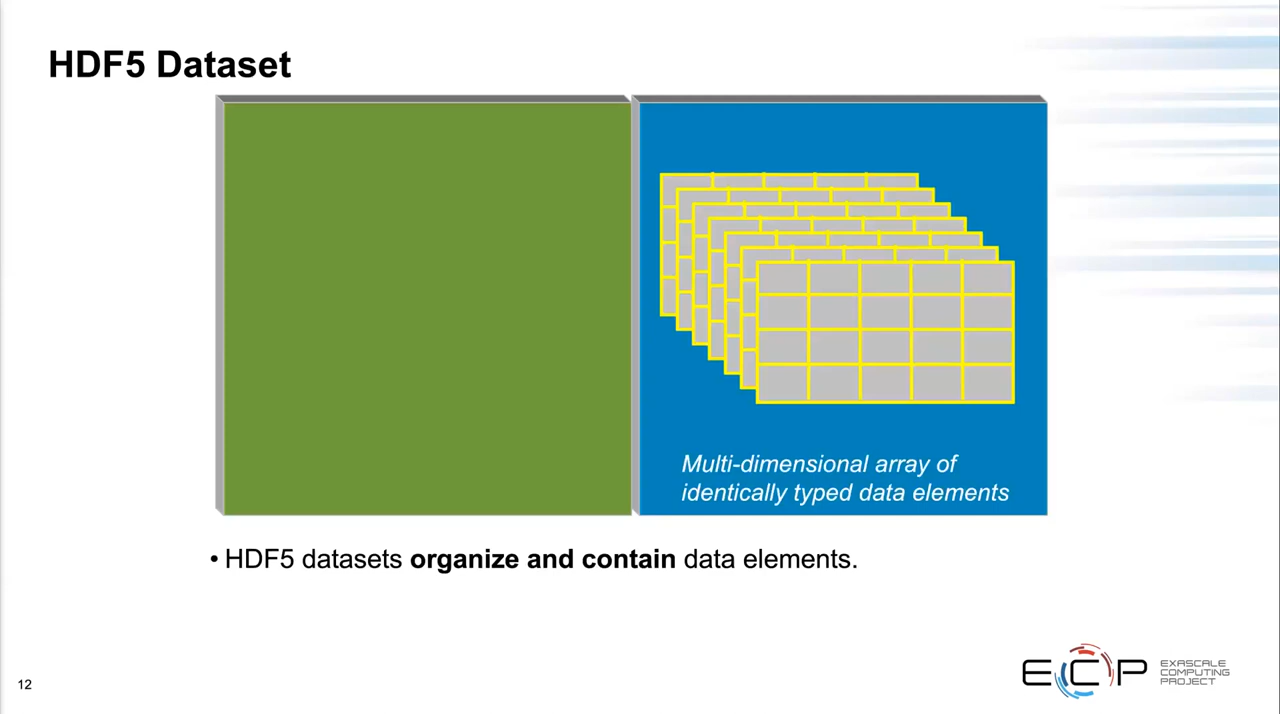 HDF5 Dataset
Multi-dimensional array of
identically typed data elements
• HDF5 datasets organize and contain data elements.
12
ECP
EXASCALE
COMPUTING
PROJECT